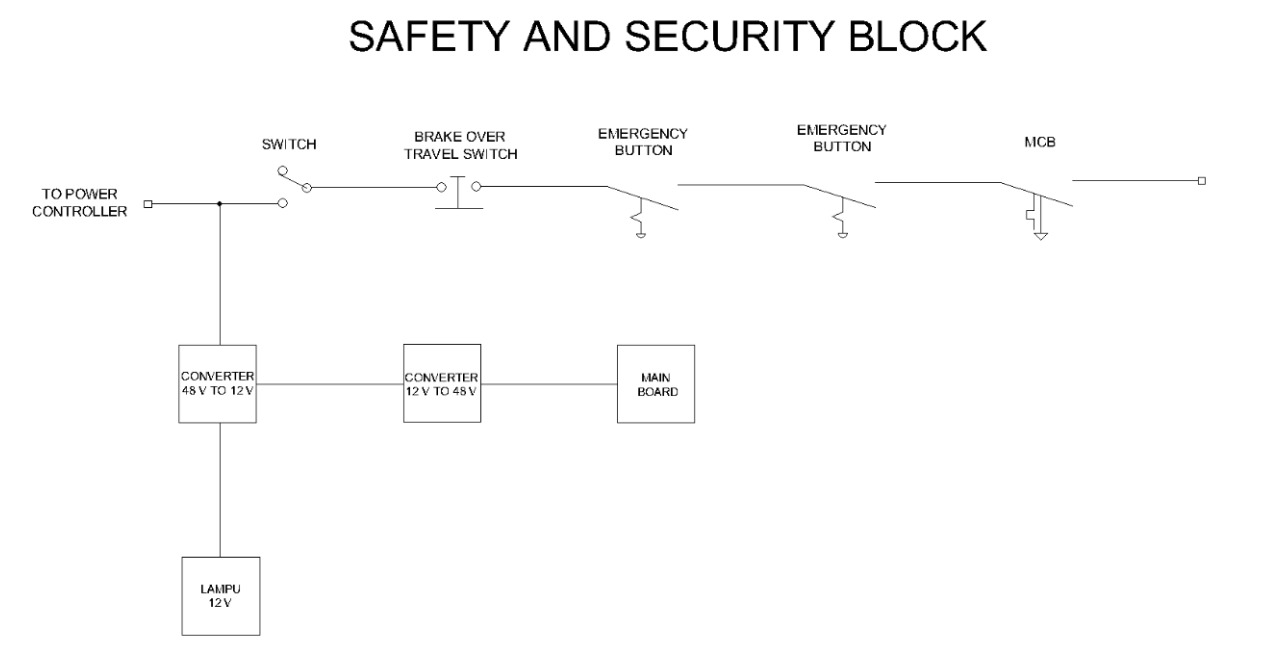 SAFETY AND SECURITY BLOCK
SWITCH
BRAKE OVER
TRAVEL SWITCH
EMERGENCY
BUTTON
EMERGENCY
BUTTON
MCB
TO POWER
CONTROLLER
CONVERTER
48 V TO 12 V
CONVERTER
12 V TO 48 V
MAIN
BOARD
LAMPU
12 V